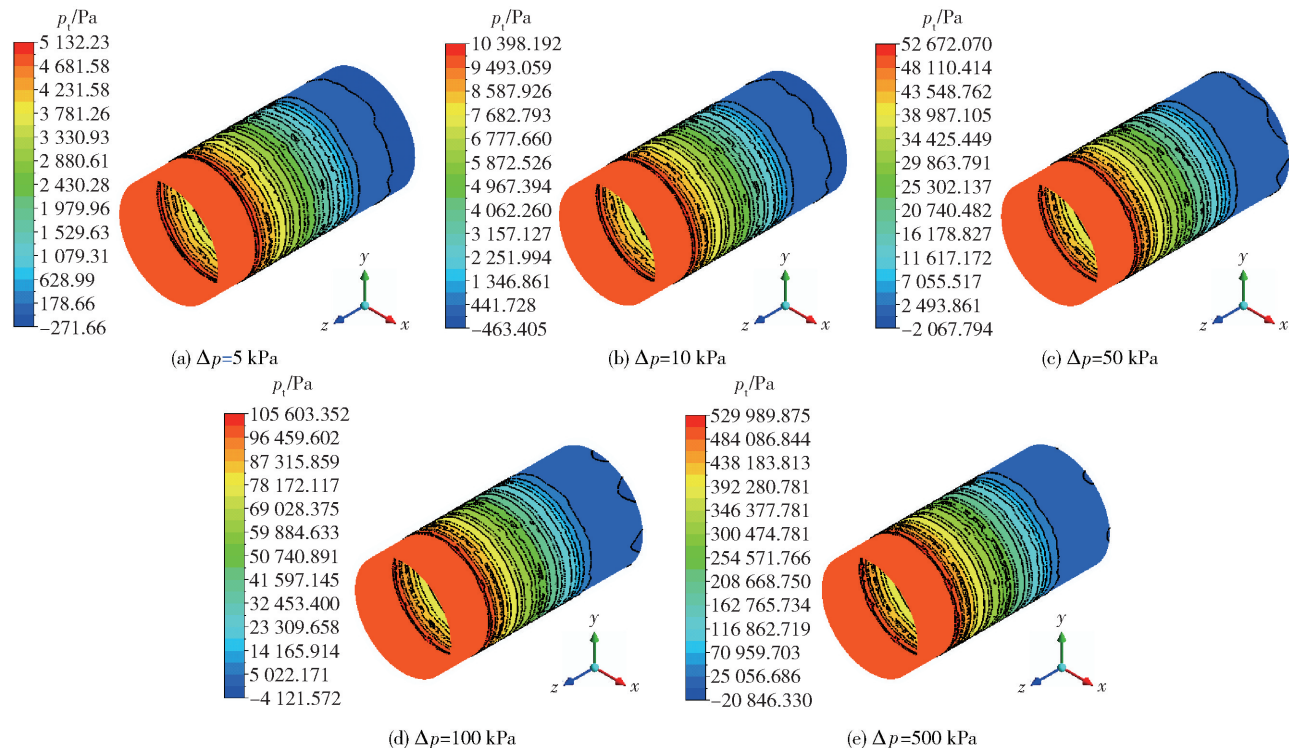 p_t/Pa
5 132.23
4 681.58
4 231.58
3 781.26
3 330.93
2 880.61
2 430.28
1 979.96
1 529.63
1 079.31
628.99
178.66
−271.66
y
z
x
(a) Δp=5 kPa
p_t/Pa
10 398.192
9 493.059
8 587.926
7 682.793
6 777.660
5 872.526
4 967.394
4 062.260
3 157.127
2 251.994
1 346.861
441.728
−463.405
y
z
x
(b) Δp=10 kPa
p_t/Pa
52 672.070
48 110.414
43 548.762
38 987.105
34 425.449
29 863.791
25 302.137
20 740.482
16 178.827
11 617.172
7 055.517
2 493.861
−2 067.794
y
z
x
(c) Δp=50 kPa
p_t/Pa
105 603.352
96 459.602
87 315.859
78 172.117
69 028.375
59 884.633
50 740.891
41 597.145
32 453.400
23 309.658
14 165.914
5 022.171
−4 121.572
y
z
x
(d) Δp=100 kPa
p_t/Pa
529 989.875
484 086.844
438 183.813
392 280.781
346 377.781
300 474.781
254 571.766
208 668.750
162 765.734
116 862.719
70 959.703
25 056.686
−20 846.330
y
z
x
(e) Δp=500 kPa